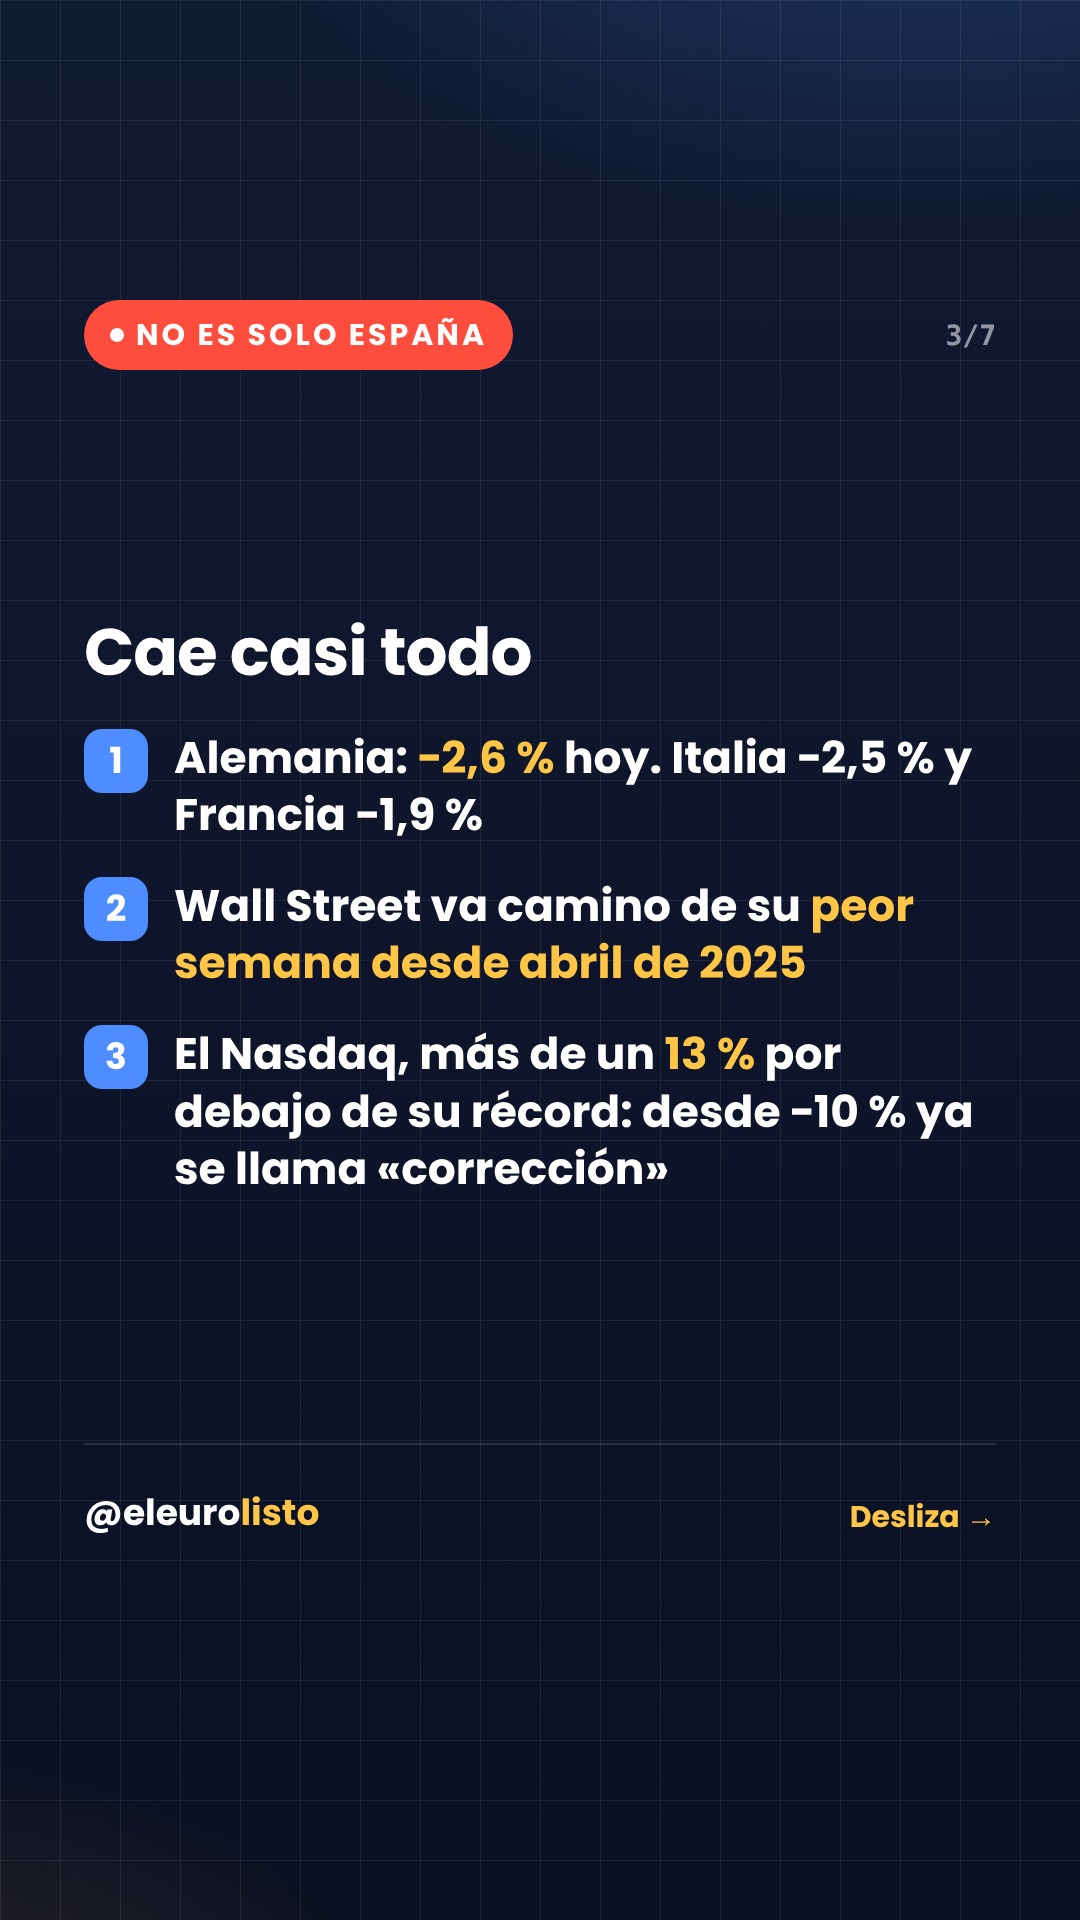 NO ES SOLO ESPAÑA
3/7
Cae casi todo
1 Alemania: −2,6 % hoy. Italia −2,5 % y
Francia −1,9 %
2 Wall Street va camino de su peor
semana desde abril de 2025
3 El Nasdaq, más de un 13 % por
debajo de su récord: desde −10 % ya
se llama «corrección»
@eleurolisto
Desliza →